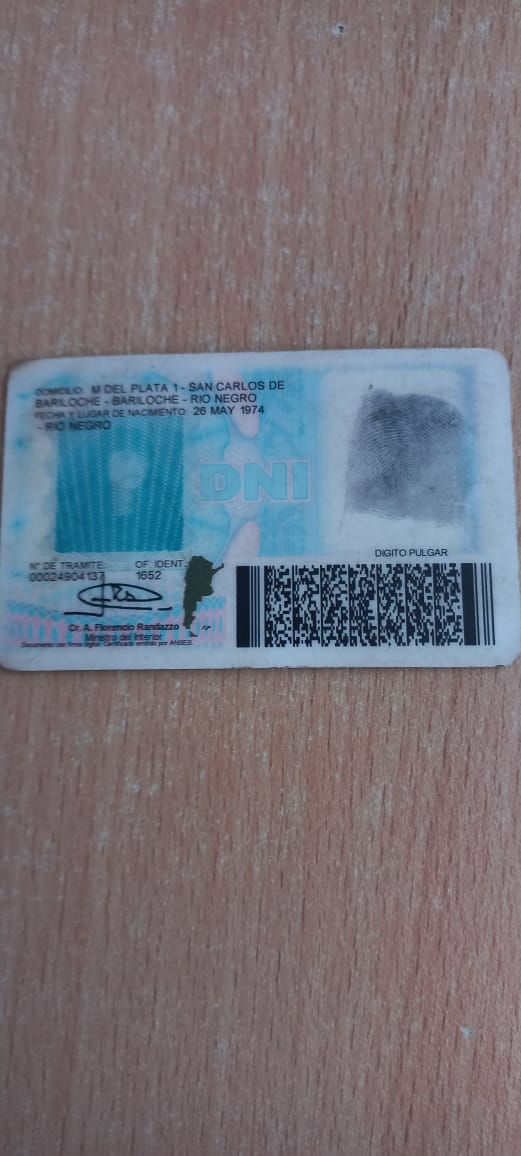 DOMICILIO: M DEL PLATA 1 - SAN CARLOS DE
BARILOCHE - BARILOCHE - RIO NEGRO
FECHA Y LUGAR DE NACIMIENTO: 26 MAY 1974
- RIO NEGRO
DNI
DIGITO PULGAR
N° DE TRAMITE OF. IDENT.
00024904137 1652
Cr. A. Florencio Randazzo
Ministro del Interior
Documento con firma digital. Certificado emitido por ANSES